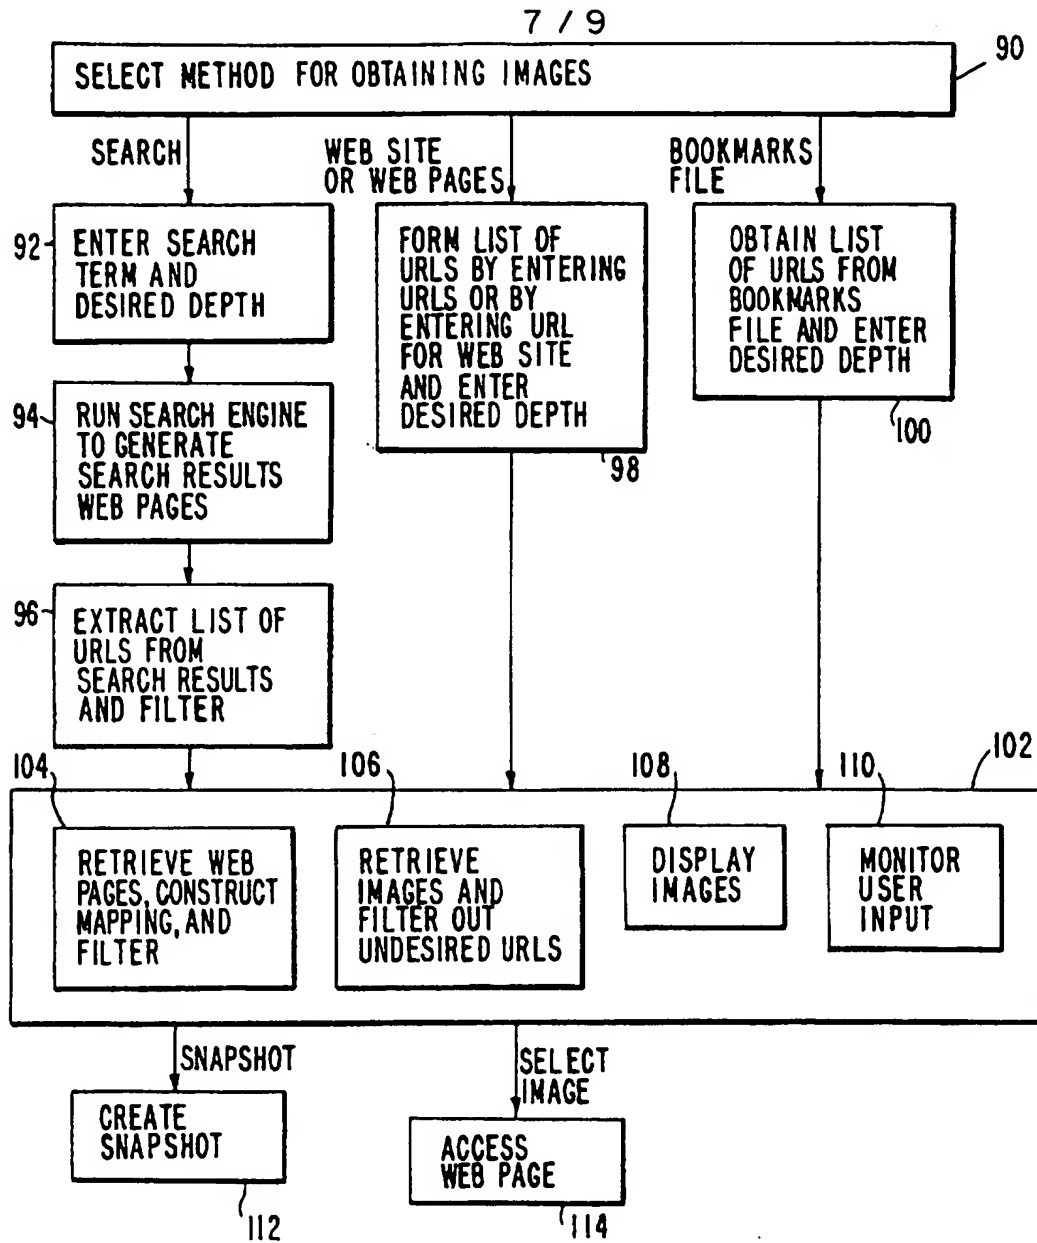 7 / 9
SELECT METHOD FOR OBTAINING IMAGES
90
SEARCH
WEB SITE
OR WEB PAGES
BOOKMARKS
FILE
92
ENTER SEARCH
TERM AND
DESIRED DEPTH
FORM LIST OF
URLS BY ENTERING
URLS OR BY
ENTERING URL
FOR WEB SITE
AND ENTER
DESIRED DEPTH
98
OBTAIN LIST
OF URLS FROM
BOOKMARKS
FILE AND ENTER
DESIRED DEPTH
100
94
RUN SEARCH ENGINE
TO GENERATE
SEARCH RESULTS
WEB PAGES
96
EXTRACT LIST OF
URLS FROM
SEARCH RESULTS
AND FILTER
102
104
RETRIEVE WEB
PAGES, CONSTRUCT
MAPPING, AND
FILTER
106
RETRIEVE
IMAGES AND
FILTER OUT
UNDESIRED URLS
108
DISPLAY
IMAGES
110
MONITOR
USER
INPUT
SNAPSHOT
CREATE
SNAPSHOT
112
SELECT
IMAGE
ACCESS
WEB PAGE
114